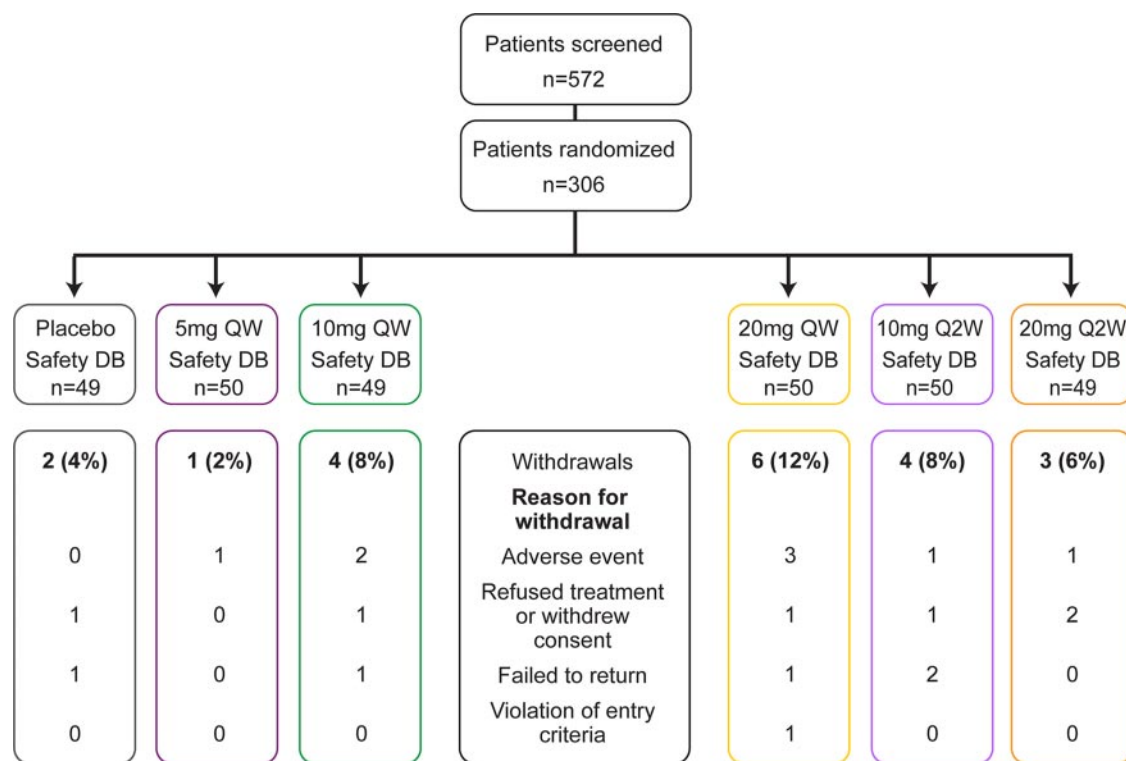 Patients screened
n=572
Patients randomized
n=306
Placebo
Safety DB
n=49
5mg QW
Safety DB
n=50
10mg QW
Safety DB
n=49
20mg QW
Safety DB
n=50
10mg Q2W
Safety DB
n=50
20mg Q2W
Safety DB
n=49
2 (4%) 1 (2%) 4 (8%) Withdrawals 6 (12%) 4 (8%) 3 (6%)
Reason for
withdrawal
0 1 2 Adverse event 3 1 1
Refused treatment
1 0 1 or withdrew 1 1 2
consent
1 0 1 Failed to return 1 2 0
Violation of entry
0 0 0 criteria 1 0 0